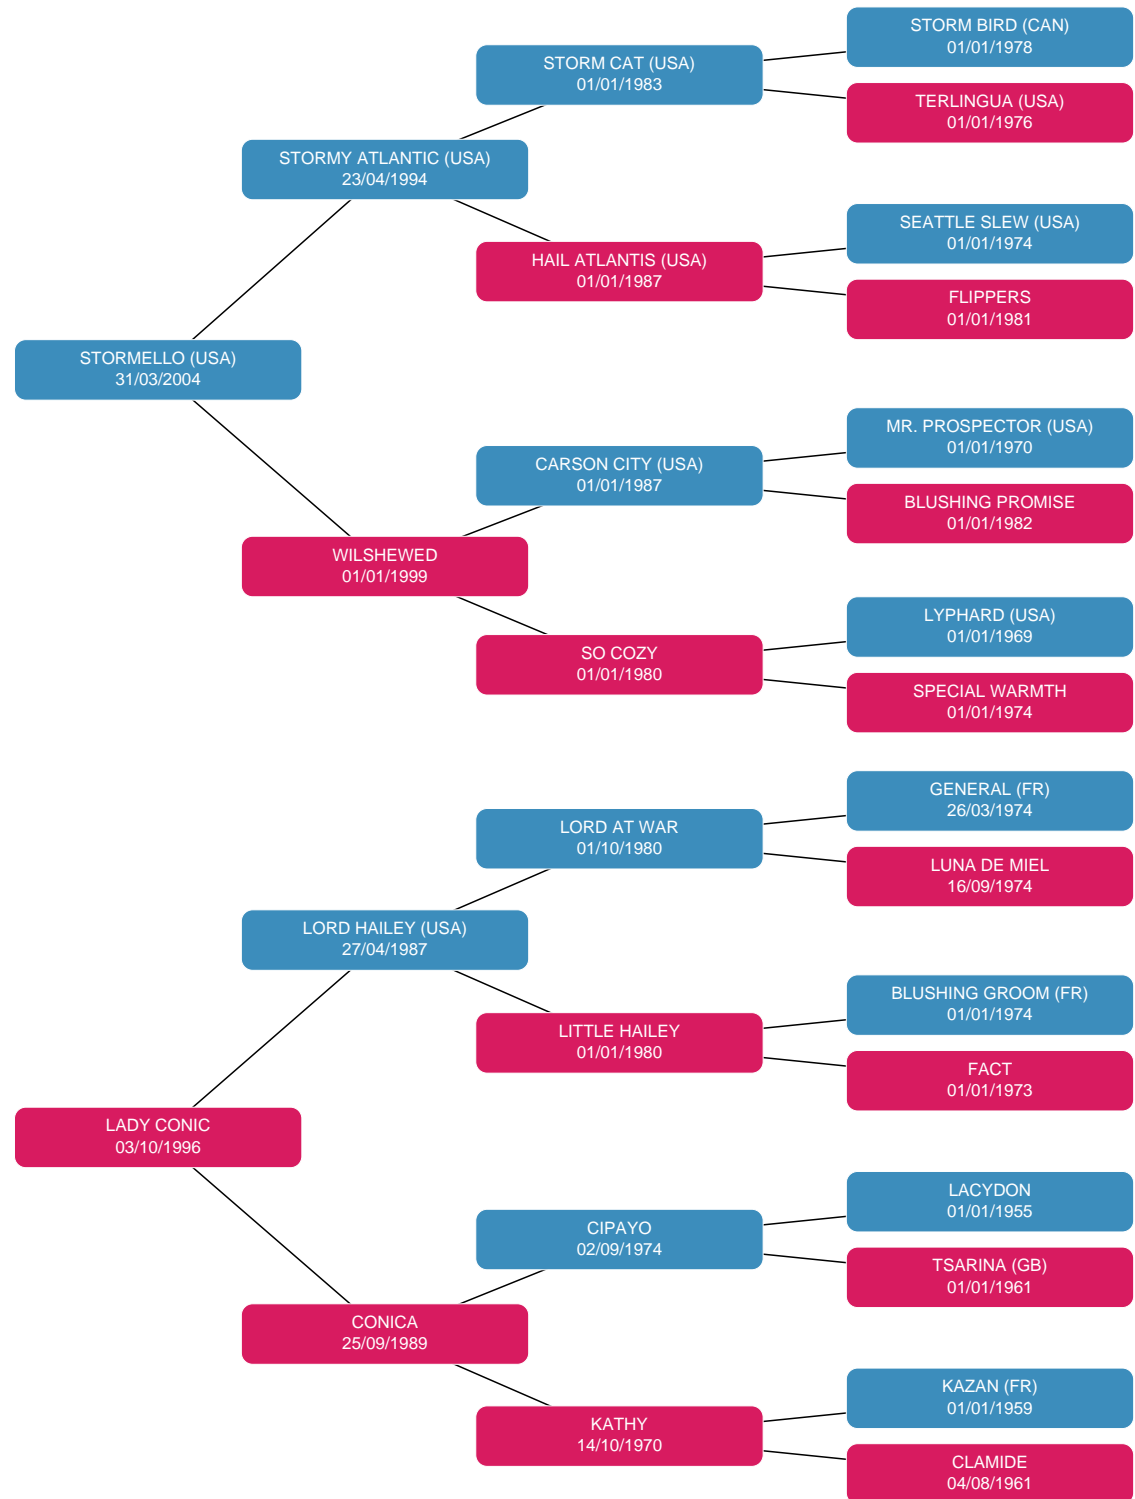 STORM BIRD (CAN)
01/01/1978
STORM CAT (USA)
01/01/1983
TERLINGUA (USA)
01/01/1976
STORMY ATLANTIC (USA)
23/04/1994
SEATTLE SLEW (USA)
01/01/1974
HAIL ATLANTIS (USA)
01/01/1987
FLIPPERS
01/01/1981
STORMELLO (USA)
31/03/2004
MR. PROSPECTOR (USA)
01/01/1970
CARSON CITY (USA)
01/01/1987
BLUSHING PROMISE
01/01/1982
WILSHEWED
01/01/1999
LYPHARD (USA)
01/01/1969
SO COZY
01/01/1980
SPECIAL WARMTH
01/01/1974
GENERAL (FR)
26/03/1974
LORD AT WAR
01/10/1980
LUNA DE MIEL
16/09/1974
LORD HAILEY (USA)
27/04/1987
BLUSHING GROOM (FR)
01/01/1974
LITTLE HAILEY
01/01/1980
FACT
01/01/1973
LADY CONIC
03/10/1996
LACYDON
01/01/1955
CIPAYO
02/09/1974
TSARINA (GB)
01/01/1961
CONICA
25/09/1989
KAZAN (FR)
01/01/1959
KATHY
14/10/1970
CLAMIDE
04/08/1961